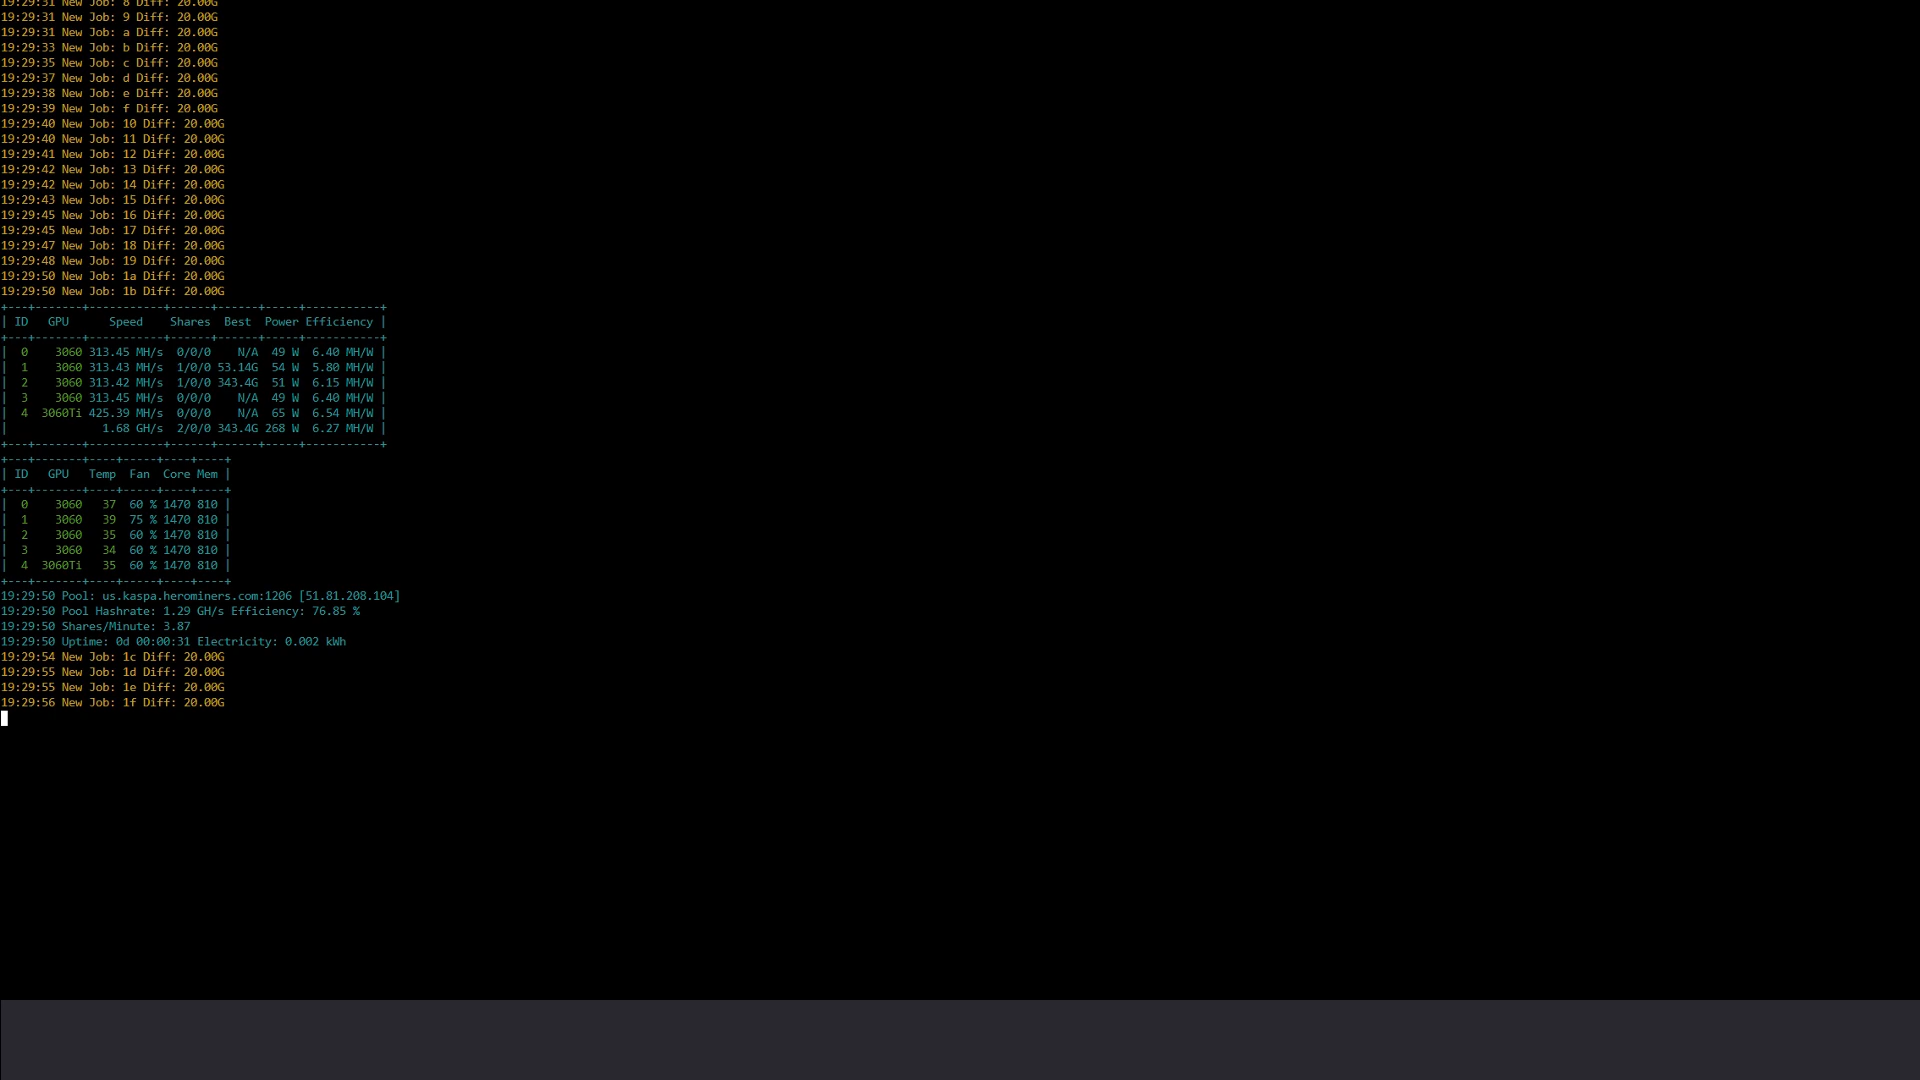 19:29:31 New Job: 8 Diff: 20.00G
19:29:31 New Job: 9 Diff: 20.00G
19:29:31 New Job: a Diff: 20.00G
19:29:33 New Job: b Diff: 20.00G
19:29:35 New Job: c Diff: 20.00G
19:29:37 New Job: d Diff: 20.00G
19:29:38 New Job: e Diff: 20.00G
19:29:39 New Job: f Diff: 20.00G
19:29:40 New Job: 10 Diff: 20.00G
19:29:40 New Job: 11 Diff: 20.00G
19:29:41 New Job: 12 Diff: 20.00G
19:29:42 New Job: 13 Diff: 20.00G
19:29:42 New Job: 14 Diff: 20.00G
19:29:43 New Job: 15 Diff: 20.00G
19:29:45 New Job: 16 Diff: 20.00G
19:29:45 New Job: 17 Diff: 20.00G
19:29:47 New Job: 18 Diff: 20.00G
19:29:48 New Job: 19 Diff: 20.00G
19:29:50 New Job: 1a Diff: 20.00G
19:29:50 New Job: 1b Diff: 20.00G
+---+-------+-----------+------+------+-----+-----------+
| ID   GPU      Speed    Shares  Best  Power Efficiency |
+---+-------+-----------+------+------+-----+-----------+
|  0    3060 313.45 MH/s  0/0/0    N/A  49 W  6.40 MH/W |
|  1    3060 313.43 MH/s  1/0/0 53.14G  54 W  5.80 MH/W |
|  2    3060 313.42 MH/s  1/0/0 343.4G  51 W  6.15 MH/W |
|  3    3060 313.45 MH/s  0/0/0    N/A  49 W  6.40 MH/W |
|  4  3060Ti 425.39 MH/s  0/0/0    N/A  65 W  6.54 MH/W |
|              1.68 GH/s  2/0/0 343.4G 268 W  6.27 MH/W |
+---+-------+-----------+------+------+-----+-----------+
+---+-------+----+-----+----+----+
| ID   GPU   Temp  Fan  Core Mem |
+---+-------+----+-----+----+----+
|  0    3060   37  60 % 1470 810 |
|  1    3060   39  75 % 1470 810 |
|  2    3060   35  60 % 1470 810 |
|  3    3060   34  60 % 1470 810 |
|  4  3060Ti   35  60 % 1470 810 |
+---+-------+----+-----+----+----+
19:29:50 Pool: us.kaspa.herominers.com:1206 [51.81.208.104]
19:29:50 Pool Hashrate: 1.29 GH/s Efficiency: 76.85 %
19:29:50 Shares/Minute: 3.87
19:29:50 Uptime: 0d 00:00:31 Electricity: 0.002 kWh
19:29:54 New Job: 1c Diff: 20.00G
19:29:55 New Job: 1d Diff: 20.00G
19:29:55 New Job: 1e Diff: 20.00G
19:29:56 New Job: 1f Diff: 20.00G